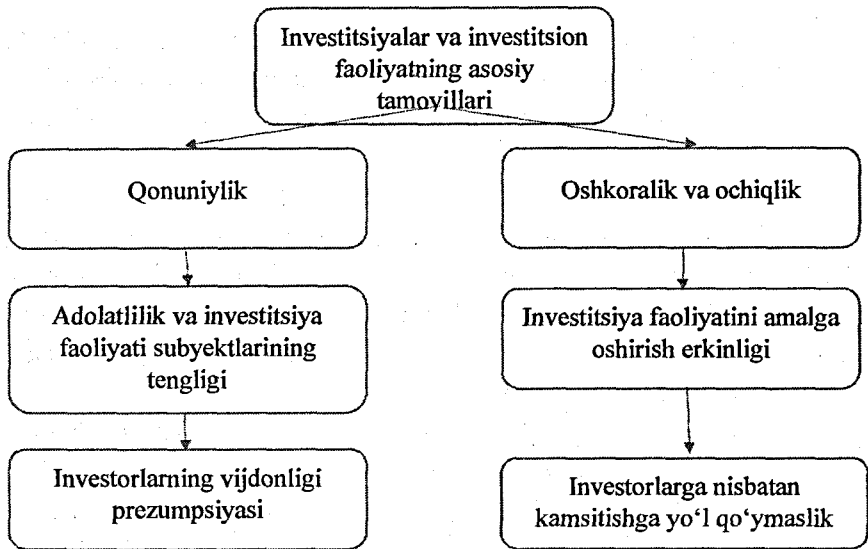 Investitsiyalar va investitsion
faoliyatning asosiy
tamoyillari
Qonuniylik
Oshkoralik va ochiqlik
Adolatlilik va investitsiya
faoliyati subyektlarining
tengligi
Investitsiya faoliyatini amalga
oshirish erkinligi
Investorlarning vijdonligi
prezumpsiyasi
Investorlarga nisbatan
kamsitishga yo‘l qo‘ymaslik